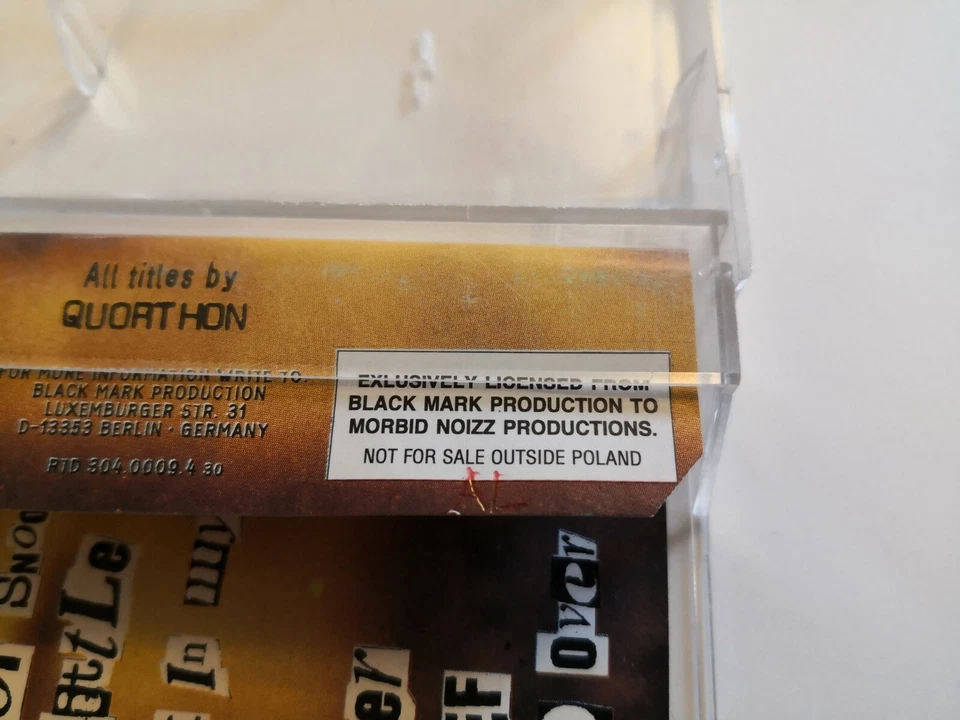 All titles by
QUORTHON
FOR MORE INFORMATION WRITE TO:
BLACK MARK PRODUCTION
LUXEMBURGER STR. 31
D-13353 BERLIN · GERMANY
RTD 304.0009.4 30
EXLUSIVELY LICENSED FROM
BLACK MARK PRODUCTION TO
MORBID NOIZZ PRODUCTIONS.
NOT FOR SALE OUTSIDE POLAND
LittLe
In
over